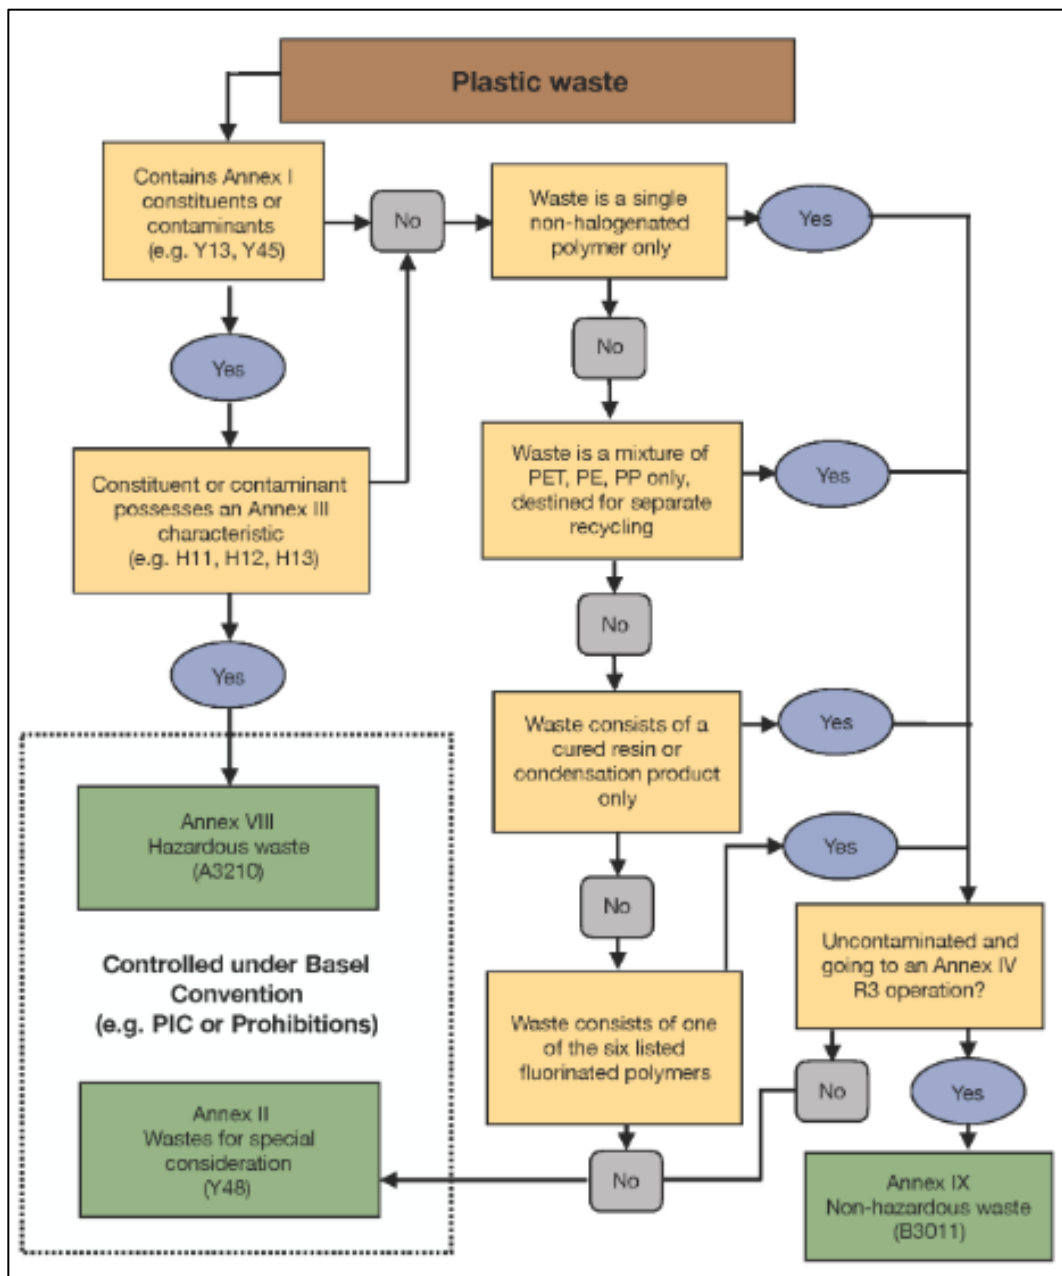 Plastic waste
Contains Annex I
constituents or
contaminants
(e.g. Y13, Y45)
No
Waste is a single
non-halogenated
polymer only
Yes
Yes
No
Constituent or contaminant
possesses an Annex III
characteristic
(e.g. H11, H12, H13)
Waste is a mixture of
PET, PE, PP only,
destined for separate
recycling
Yes
No
Yes
Waste consists of a
cured resin or
condensation product
only
Yes
Annex VIII
Hazardous waste
(A3210)
Yes
No
Controlled under Basel
Convention
(e.g. PIC or Prohibitions)
Uncontaminated and
going to an Annex IV
R3 operation?
Waste consists of one
of the six listed
fluorinated polymers
No
Yes
Annex II
Wastes for special
consideration
(Y48)
No
Annex IX
Non-hazardous waste
(B3011)